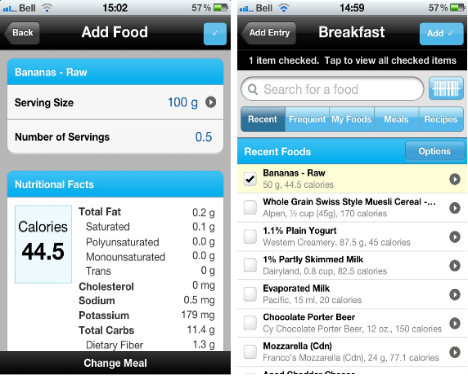 Bell
15:02
57%
Back
Add Food
Bananas - Raw
Serving Size
100 g
Number of Servings
0.5
Nutritional Facts
Calories
44.5
Total Fat
0.2 g
Saturated
0.1 g
Polyunsaturated
0 g
Monounsaturated
0 g
Trans
0 g
Cholesterol
0 mg
Sodium
0.5 mg
Potassium
179 mg
Total Carbs
11.4 g
Dietary Fiber
1.3 g
Change Meal
Bell
14:59
57%
Add Entry
Breakfast
Add ✓
1 item checked. Tap to view all checked items
Search for a food
Recent
Frequent
My Foods
Meals
Recipes
Recent Foods
Options
Bananas - Raw
50 g, 44.5 calories
Whole Grain Swiss Style Muesli Cereal -...
Alpen, ½ cup (45g), 170 calories
1.1% Plain Yogurt
Western Creamery, 87.5 g, 45 calories
1% Partly Skimmed Milk
Dairyland, 0.8 cup, 82.5 calories
Evaporated Milk
Pacific, 15 ml, 20 calories
Chocolate Porter Beer
Cy Chocolate Porter Beer, 12 oz., 150 calories
Mozzarella (Cdn)
Franco's Mozzarella (Cdn), 24 g, 77.1 calories
Aged Cheddar Cheese